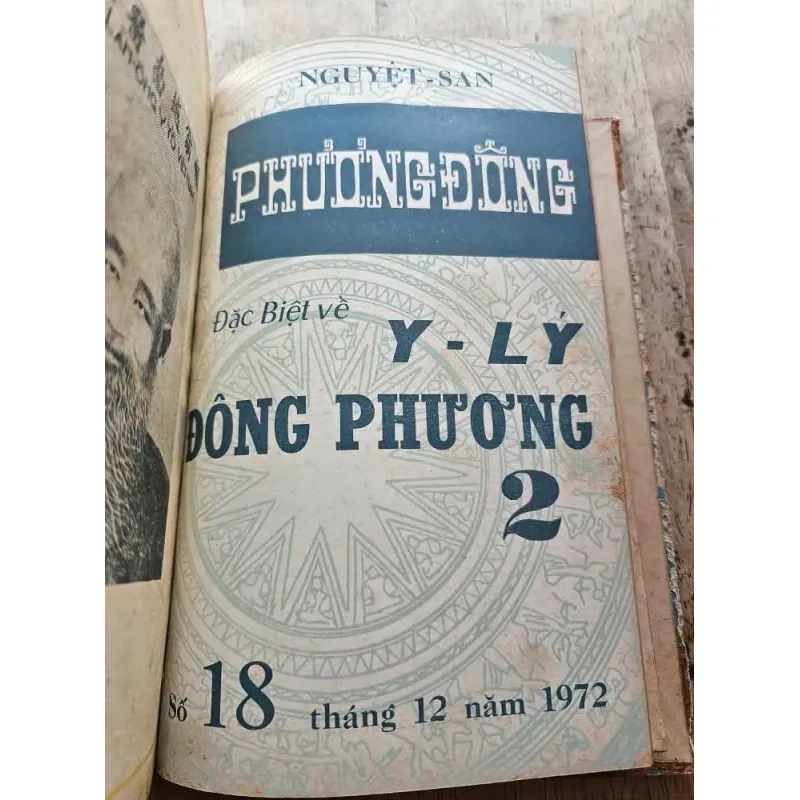 NGUYỆT-SAN
PHƯƠNG ĐÔNG
Đặc Biệt về
Y - LÝ
ĐÔNG PHƯƠNG
2
Số 18 tháng 12 năm 1972